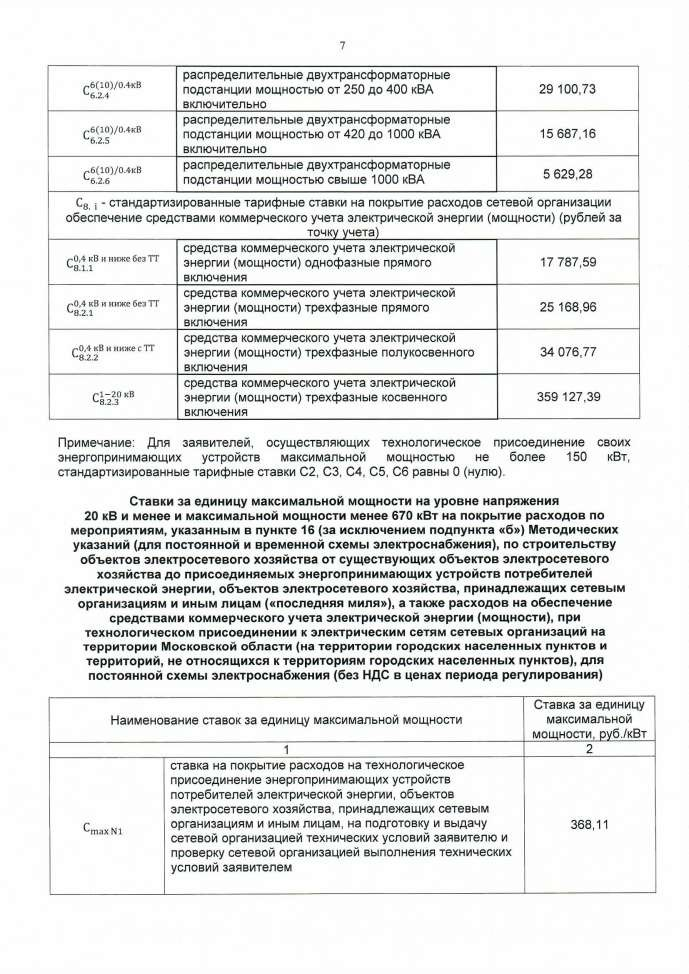 7
C 6(10)/0.4кВ 6.2.4
распределительные двухтрансформаторные
подстанции мощностью от 250 до 400 кВА
включительно
29 100,73
C 6(10)/0.4кВ 6.2.5
распределительные двухтрансформаторные
подстанции мощностью от 420 до 1000 кВА
включительно
15 687,16
C 6(10)/0.4кВ 6.2.6
распределительные двухтрансформаторные
подстанции мощностью свыше 1000 кВА
5 629,28
C8. i - стандартизированные тарифные ставки на покрытие расходов сетевой организации
обеспечение средствами коммерческого учета электрической энергии (мощности) (рублей за
точку учета)
C 0,4 кВ и ниже без ТТ 8.1.1
средства коммерческого учета электрической
энергии (мощности) однофазные прямого
включения
17 787,59
C 0,4 кВ и ниже без ТТ 8.2.1
средства коммерческого учета электрической
энергии (мощности) трехфазные прямого
включения
25 168,96
C 0,4 кВ и ниже с ТТ 8.2.2
средства коммерческого учета электрической
энергии (мощности) трехфазные полукосвенного
включения
34 076,77
C 1−20 кВ 8.2.3
средства коммерческого учета электрической
энергии (мощности) трехфазные косвенного
включения
359 127,39
Примечание: Для заявителей, осуществляющих технологическое присоединение своих
энергопринимающих устройств максимальной мощностью не более 150 кВт,
стандартизированные тарифные ставки С2, С3, С4, С5, С6 равны 0 (нулю).
Ставки за единицу максимальной мощности на уровне напряжения
20 кВ и менее и максимальной мощности менее 670 кВт на покрытие расходов по
мероприятиям, указанным в пункте 16 (за исключением подпункта «б») Методических
указаний (для постоянной и временной схемы электроснабжения), по строительству
объектов электросетевого хозяйства от существующих объектов электросетевого
хозяйства до присоединяемых энергопринимающих устройств потребителей
электрической энергии, объектов электросетевого хозяйства, принадлежащих сетевым
организациям и иным лицам («последняя миля»), а также расходов на обеспечение
средствами коммерческого учета электрической энергии (мощности), при
технологическом присоединении к электрическим сетям сетевых организаций на
территории Московской области (на территории городских населенных пунктов и
территорий, не относящихся к территориям городских населенных пунктов), для
постоянной схемы электроснабжения (без НДС в ценах периода регулирования)
Наименование ставок за единицу максимальной мощности
Ставка за единицу
максимальной
мощности, руб./кВт
1
2
Cmax N1
ставка на покрытие расходов на технологическое
присоединение энергопринимающих устройств
потребителей электрической энергии, объектов
электросетевого хозяйства, принадлежащих сетевым
организациям и иным лицам, на подготовку и выдачу
сетевой организацией технических условий заявителю и
проверку сетевой организацией выполнения технических
условий заявителем
368,11